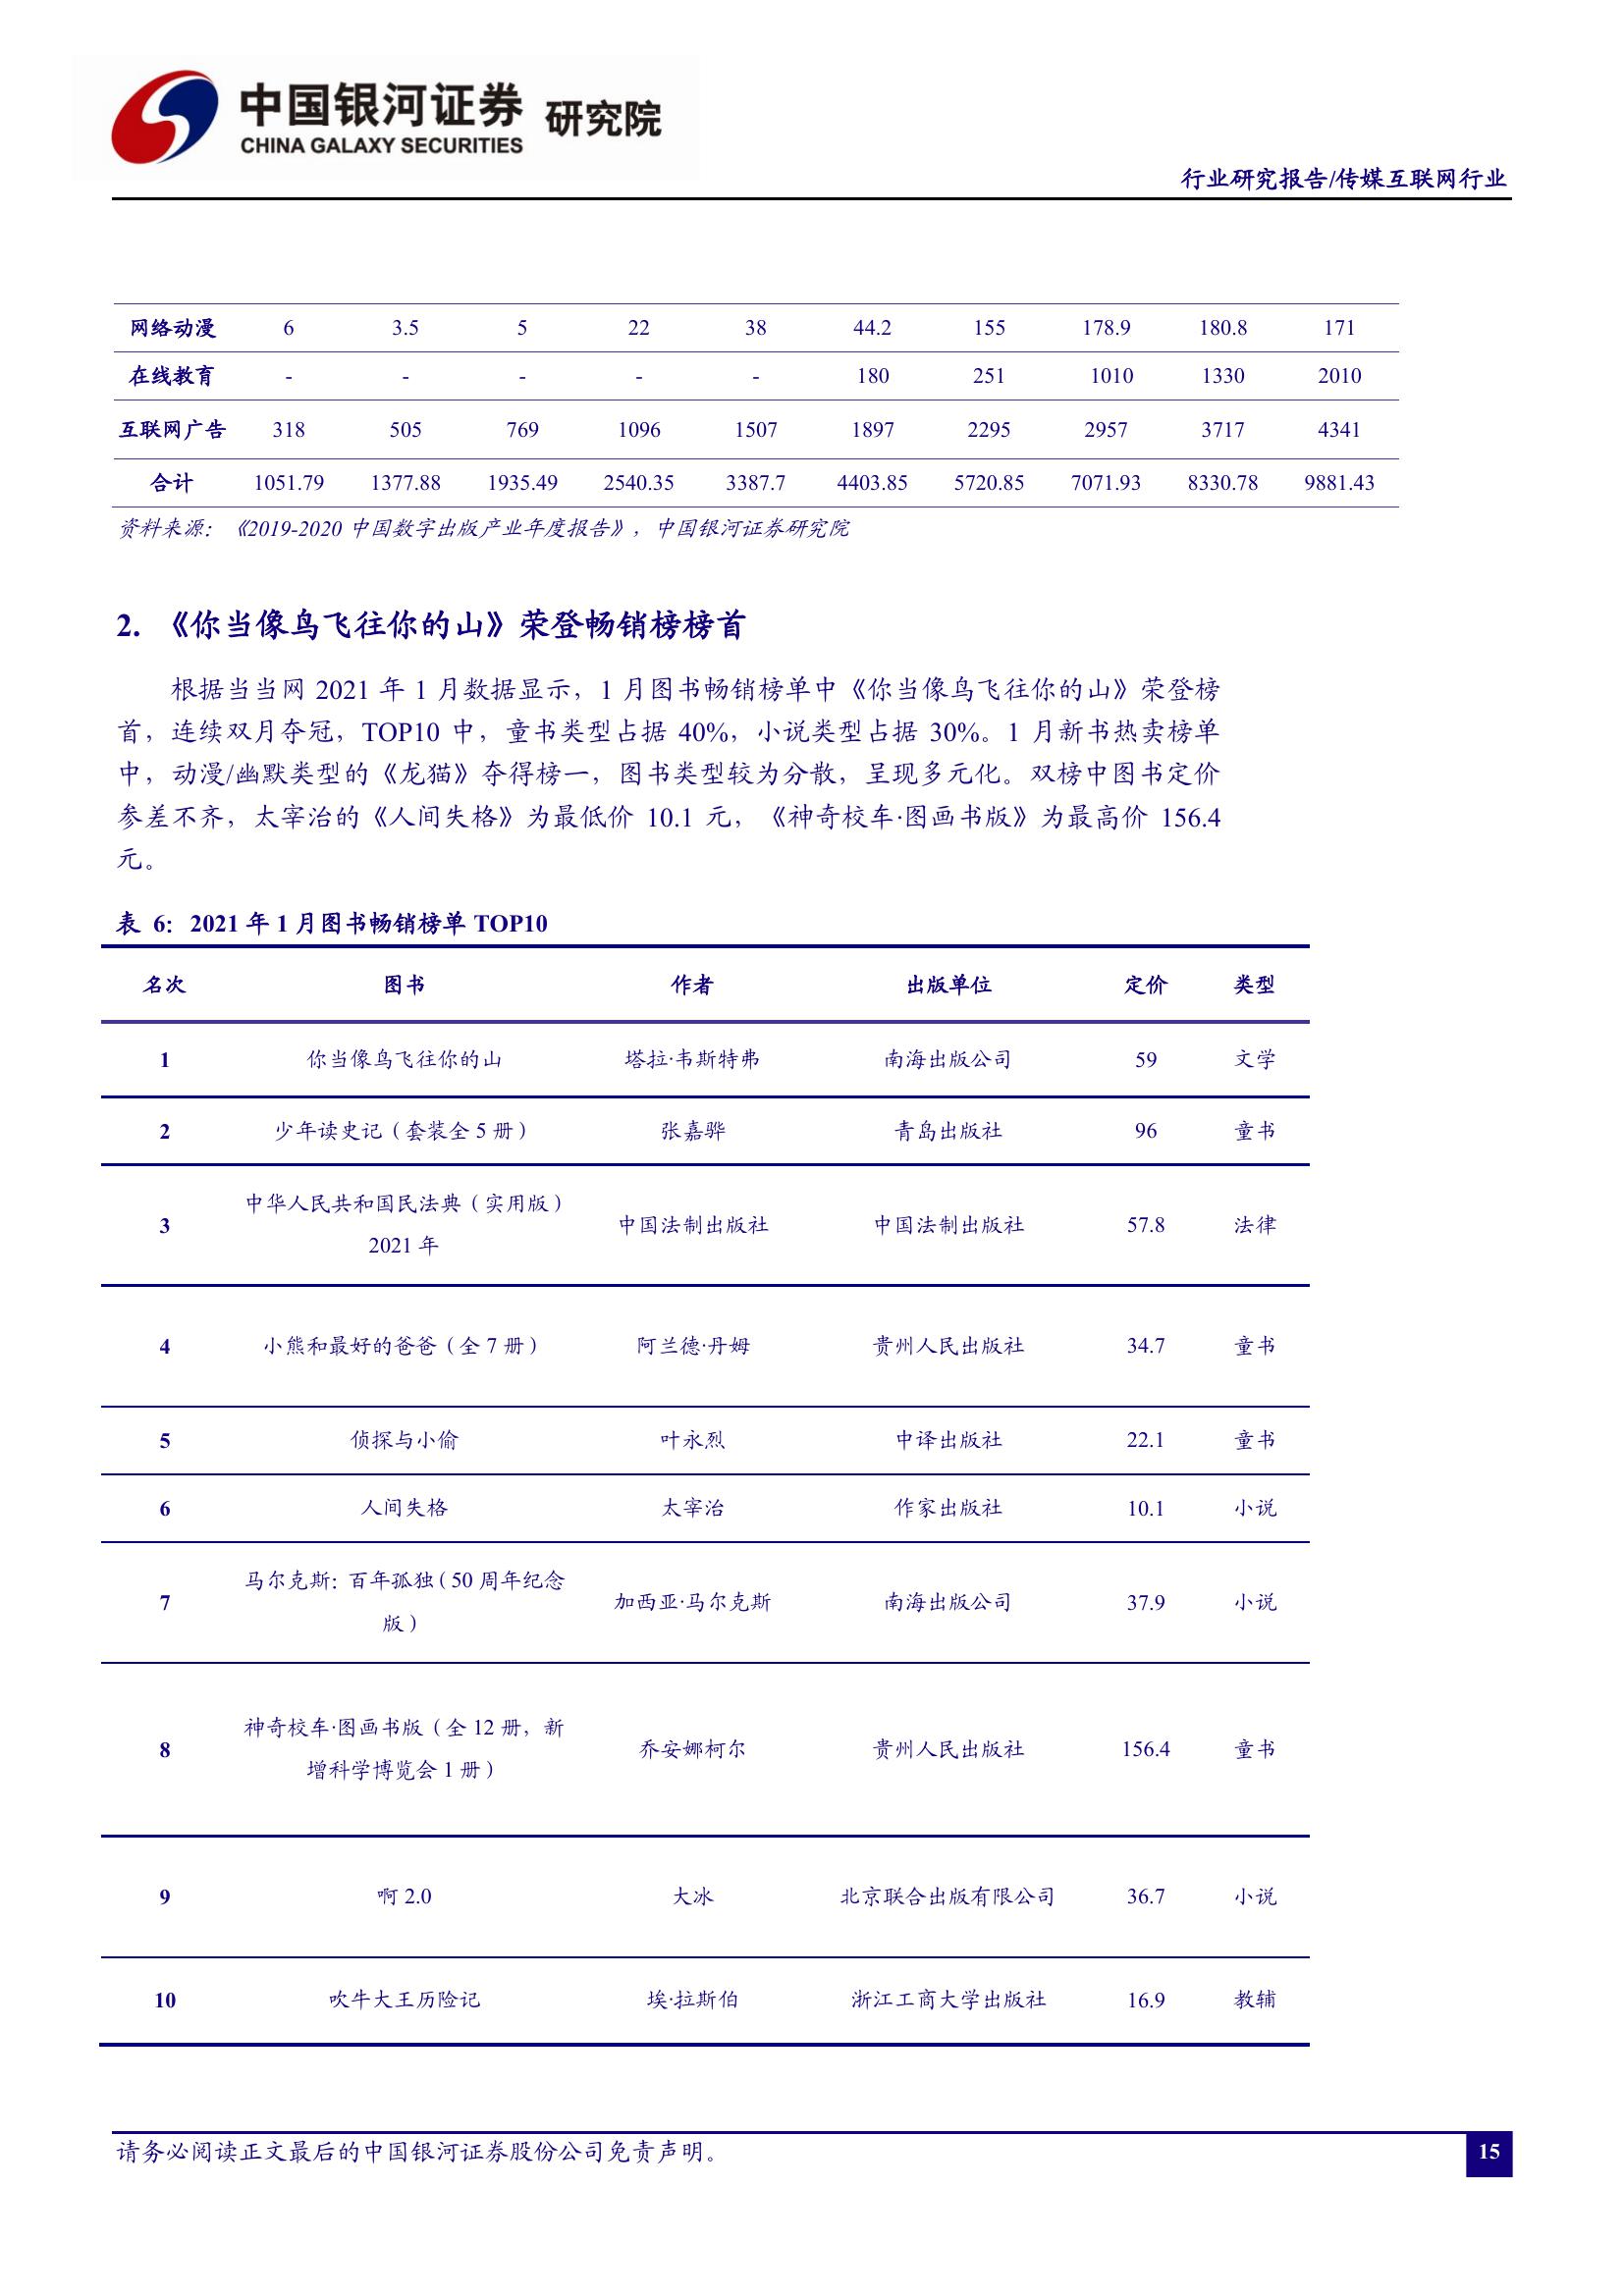 中国银河证券 研究院
CHINA GALAXY SECURITIES
行业研究报告/传媒互联网行业
网络动漫 6 3.5 5 22 38 44.2 155 178.9 180.8 171
在线教育 - - - - - 180 251 1010 1330 2010
互联网广告 318 505 769 1096 1507 1897 2295 2957 3717 4341
合计 1051.79 1377.88 1935.49 2540.35 3387.7 4403.85 5720.85 7071.93 8330.78 9881.43
资料来源：《2019-2020 中国数字出版产业年度报告》，中国银河证券研究院
2. 《你当像鸟飞往你的山》荣登畅销榜榜首
根据当当网 2021 年 1 月数据显示，1 月图书畅销榜单中《你当像鸟飞往你的山》荣登榜
首，连续双月夺冠，TOP10 中，童书类型占据 40%，小说类型占据 30%。1 月新书热卖榜单
中，动漫/幽默类型的《龙猫》夺得榜一，图书类型较为分散，呈现多元化。双榜中图书定价
参差不齐，太宰治的《人间失格》为最低价 10.1 元，《神奇校车·图画书版》为最高价 156.4
元。
表 6：2021 年 1 月图书畅销榜单 TOP10
名次 图书 作者 出版单位 定价 类型
1 你当像鸟飞往你的山 塔拉·韦斯特弗 南海出版公司 59 文学
2 少年读史记（套装全 5 册） 张嘉骅 青岛出版社 96 童书
中华人民共和国民法典（实用版）
3 2021 年 中国法制出版社 中国法制出版社 57.8 法律
4 小熊和最好的爸爸（全 7 册） 阿兰德·丹姆 贵州人民出版社 34.7 童书
5 侦探与小偷 叶永烈 中译出版社 22.1 童书
6 人间失格 太宰治 作家出版社 10.1 小说
马尔克斯：百年孤独（50 周年纪念
7 版） 加西亚·马尔克斯 南海出版公司 37.9 小说
神奇校车·图画书版（全 12 册，新
8 增科学博览会 1 册） 乔安娜柯尔 贵州人民出版社 156.4 童书
9 啊 2.0 大冰 北京联合出版有限公司 36.7 小说
10 吹牛大王历险记 埃·拉斯伯 浙江工商大学出版社 16.9 教辅
请务必阅读正文最后的中国银河证券股份公司免责声明。
15